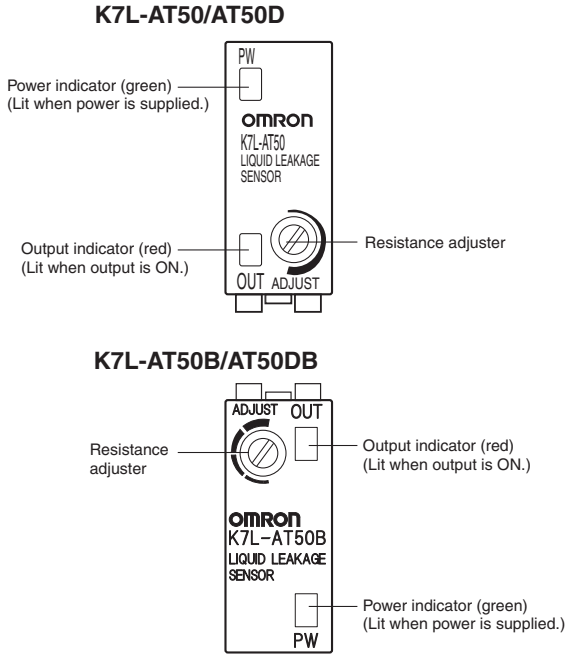 K7L-AT50/AT50D
PW
Power indicator (green)
(Lit when power is supplied.)
OMRON
K7L-AT50
LIQUID LEAKAGE
SENSOR
Output indicator (red)
(Lit when output is ON.)
Resistance adjuster
OUT ADJUST
K7L-AT50B/AT50DB
ADJUST OUT
Resistance
adjuster
Output indicator (red)
(Lit when output is ON.)
OMRON
K7L-AT50B
LIQUID LEAKAGE
SENSOR
Power indicator (green)
(Lit when power is supplied.)
PW